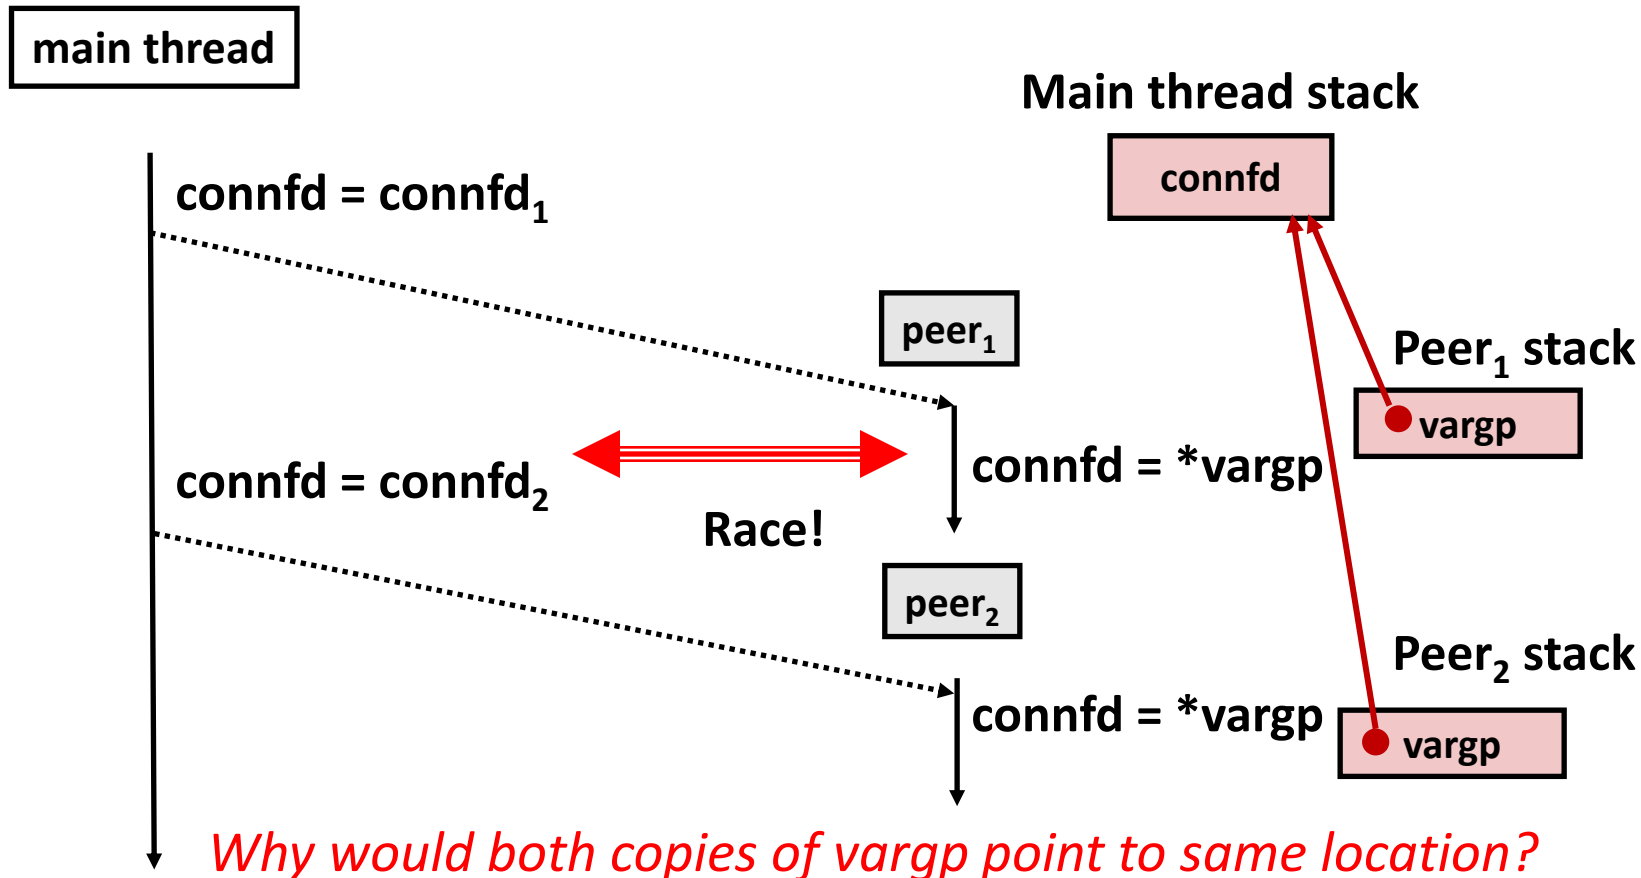 main thread
Main thread stack
connfd
connfd = connfd₁
peer₁
Peer₁ stack
vargp
connfd = *vargp
connfd = connfd₂
Race!
peer₂
Peer₂ stack
connfd = *vargp
vargp
Why would both copies of vargp point to same location?